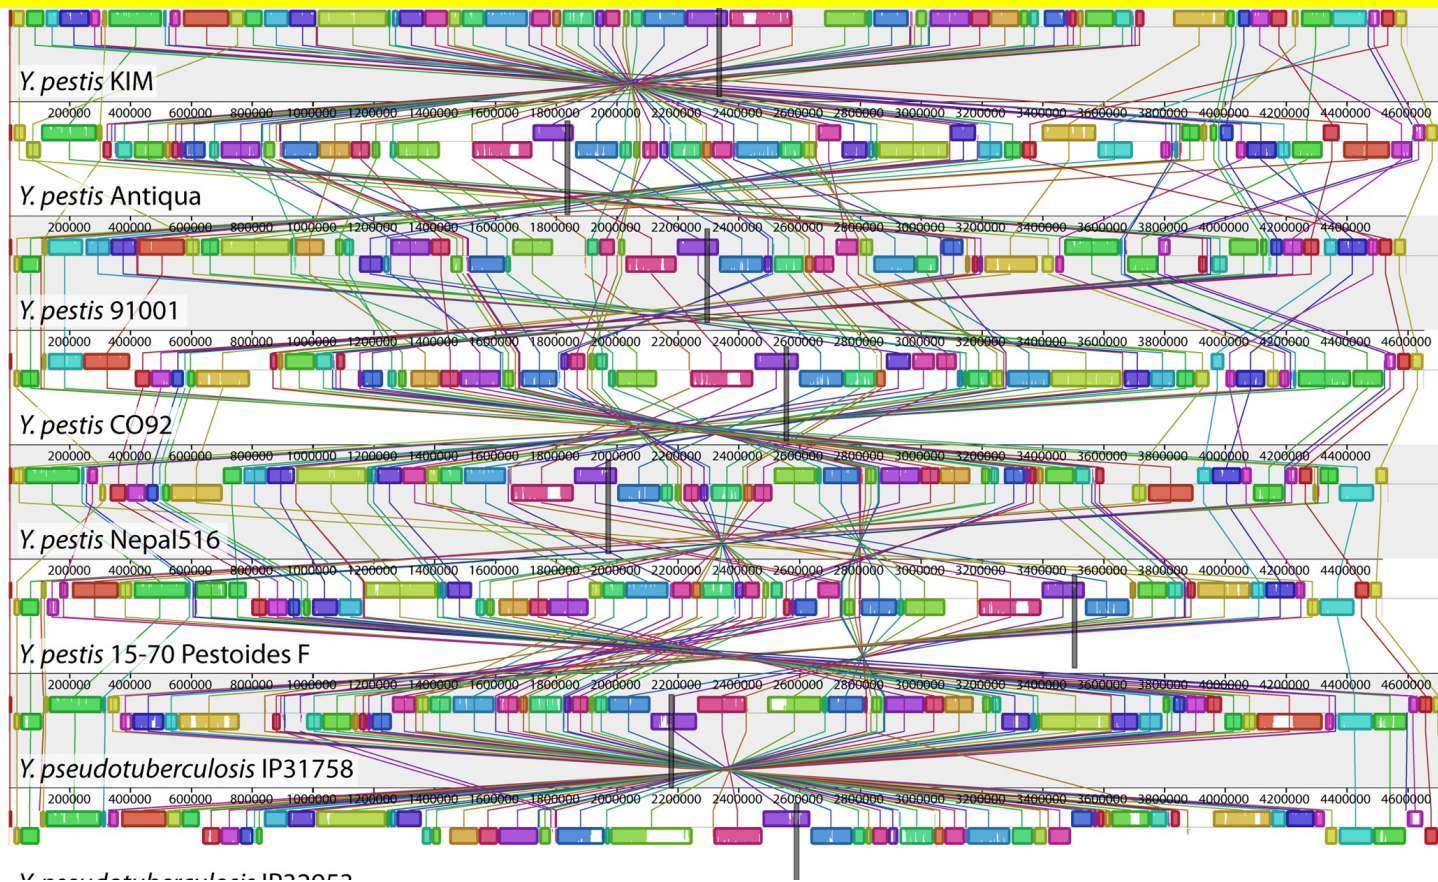 Y. pestis KIM
200000 400000 600000 800000 1000000 1200000 1400000 1600000 1800000 2000000 2200000 2400000 2600000 2800000 3000000 3200000 3400000 3600000 3800000 4000000 4200000 4400000 4600000
Y. pestis Antiqua
200000 400000 600000 800000 1000000 1200000 1400000 1600000 1800000 2000000 2200000 2400000 2600000 2800000 3000000 3200000 3400000 3600000 3800000 4000000 4200000 4400000
Y. pestis 91001
200000 400000 600000 800000 1000000 1200000 1400000 1600000 1800000 2000000 2200000 2400000 2600000 2800000 3000000 3200000 3400000 3600000 3800000 4000000 4200000 4400000 4600000
Y. pestis CO92
200000 400000 600000 800000 1000000 1200000 1400000 1600000 1800000 2000000 2200000 2400000 2600000 2800000 3000000 3200000 3400000 3600000 3800000 4000000 4200000 4400000
Y. pestis Nepal516
200000 400000 600000 800000 1000000 1200000 1400000 1600000 1800000 2000000 2200000 2400000 2600000 2800000 3000000 3200000 3400000 3600000 3800000 4000000 4200000 4400000
Y. pestis 15-70 Pestoides F
200000 400000 600000 800000 1000000 1200000 1400000 1600000 1800000 2000000 2200000 2400000 2600000 2800000 3000000 3200000 3400000 3600000 3800000 4000000 4200000 4400000 4600000
Y. pseudotuberculosis IP31758
200000 400000 600000 800000 1000000 1200000 1400000 1600000 1800000 2000000 2200000 2400000 2600000 2800000 3000000 3200000 3400000 3600000 3800000 4000000 4200000 4400000 4600000
Y. pseudotuberculosis IP32953